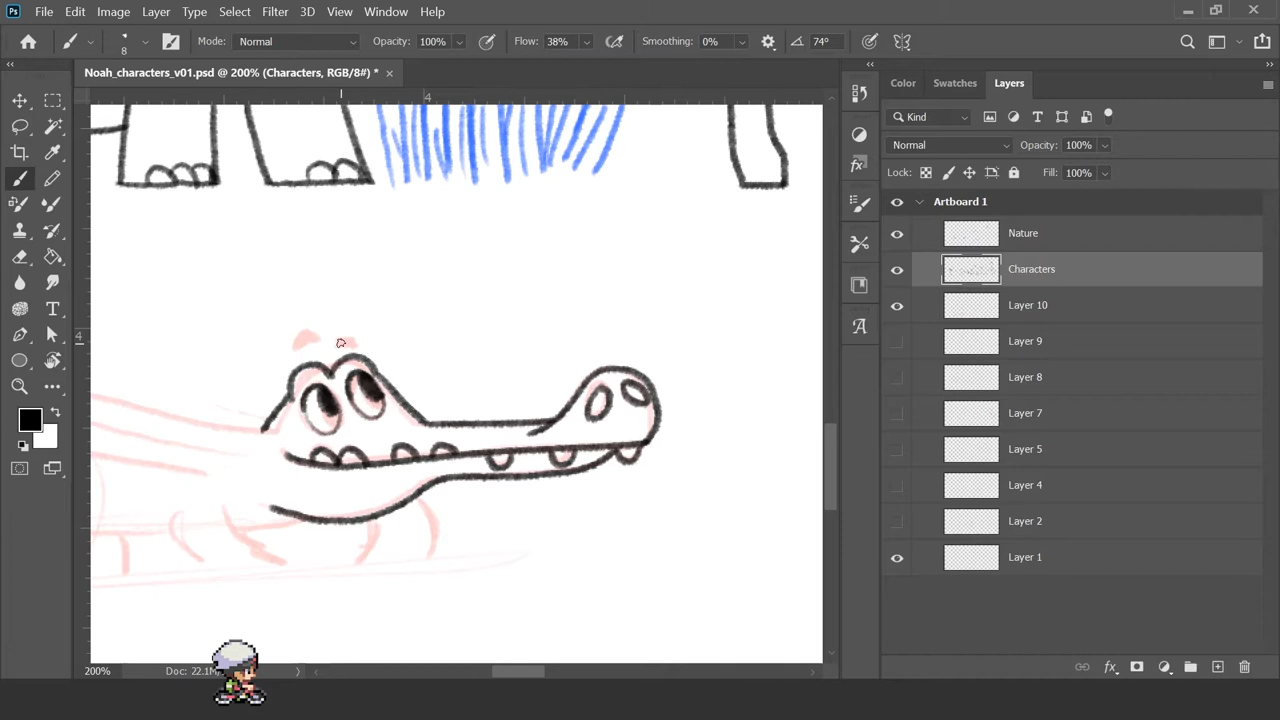 Ps File Edit Image Layer Type Select Filter 3D View Window Help
8 Mode: Normal Opacity: 100% Flow: 38% Smoothing: 0% 74°
Noah_characters_v01.psd @ 200% (Characters, RGB/8#) *
4
4
Color Swatches Layers
Kind
Normal Opacity: 100%
Lock: Fill: 100%
Artboard 1
Nature
Characters
Layer 10
Layer 9
Layer 8
Layer 7
Layer 5
Layer 4
Layer 2
Layer 1
200% Doc: 22.1M